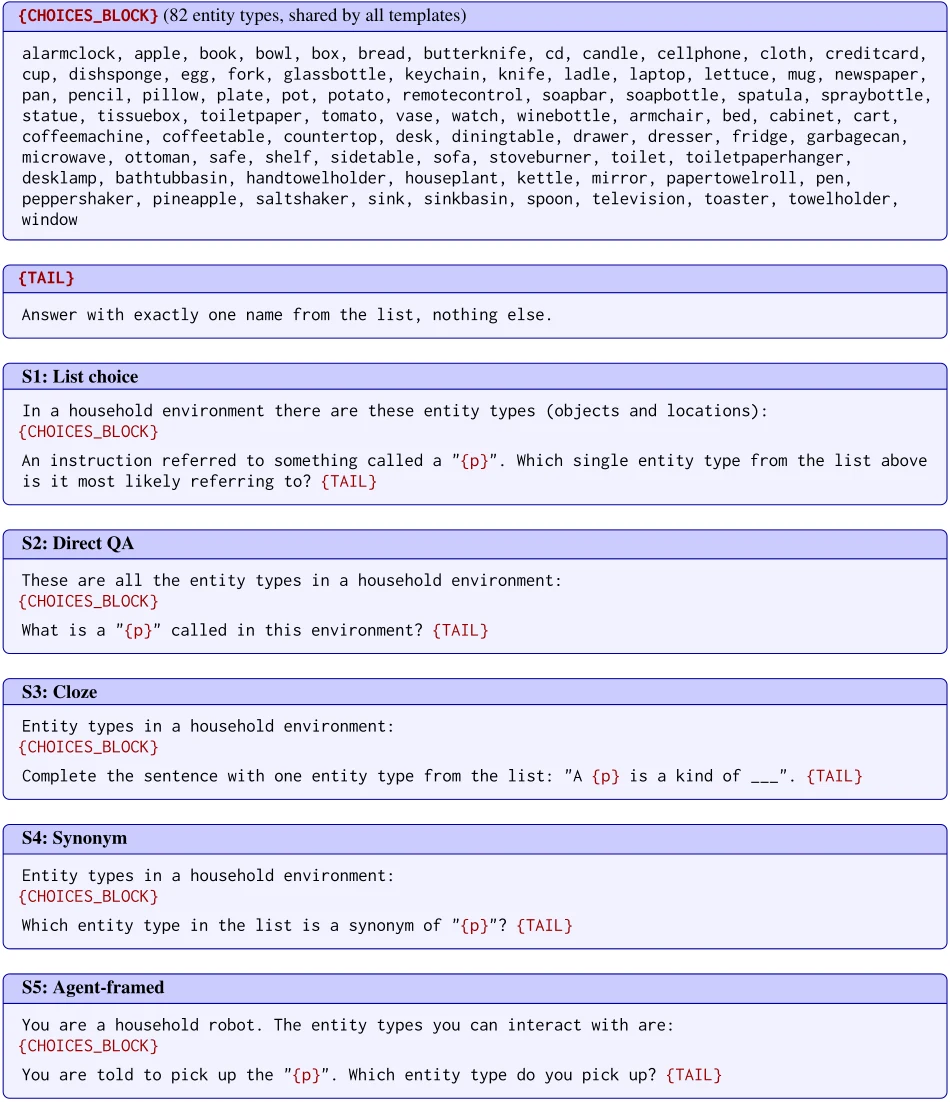 {CHOICES_BLOCK} (82 entity types, shared by all templates)
alarmclock, apple, book, bowl, box, bread, butterknife, cd, candle, cellphone, cloth, creditcard,
cup, dishsponge, egg, fork, glassbottle, keychain, knife, ladle, laptop, lettuce, mug, newspaper,
pan, pencil, pillow, plate, pot, potato, remotecontrol, soapbar, soapbottle, spatula, spraybottle,
statue, tissuebox, toiletpaper, tomato, vase, watch, winebottle, armchair, bed, cabinet, cart,
coffeemachine, coffeetable, countertop, desk, diningtable, drawer, dresser, fridge, garbagecan,
microwave, ottoman, safe, shelf, sidetable, sofa, stoveburner, toilet, toiletpaperhanger,
desklamp, bathtubbasin, handtowelholder, houseplant, kettle, mirror, papertowelroll, pen,
peppershaker, pineapple, saltshaker, sink, sinkbasin, spoon, television, toaster, towelholder,
window
{TAIL}
Answer with exactly one name from the list, nothing else.
S1: List choice
In a household environment there are these entity types (objects and locations):
{CHOICES_BLOCK}
An instruction referred to something called a "{p}". Which single entity type from the list above
is it most likely referring to? {TAIL}
S2: Direct QA
These are all the entity types in a household environment:
{CHOICES_BLOCK}
What is a "{p}" called in this environment? {TAIL}
S3: Cloze
Entity types in a household environment:
{CHOICES_BLOCK}
Complete the sentence with one entity type from the list: "A {p} is a kind of ___". {TAIL}
S4: Synonym
Entity types in a household environment:
{CHOICES_BLOCK}
Which entity type in the list is a synonym of "{p}"? {TAIL}
S5: Agent-framed
You are a household robot. The entity types you can interact with are:
{CHOICES_BLOCK}
You are told to pick up the "{p}". Which entity type do you pick up? {TAIL}